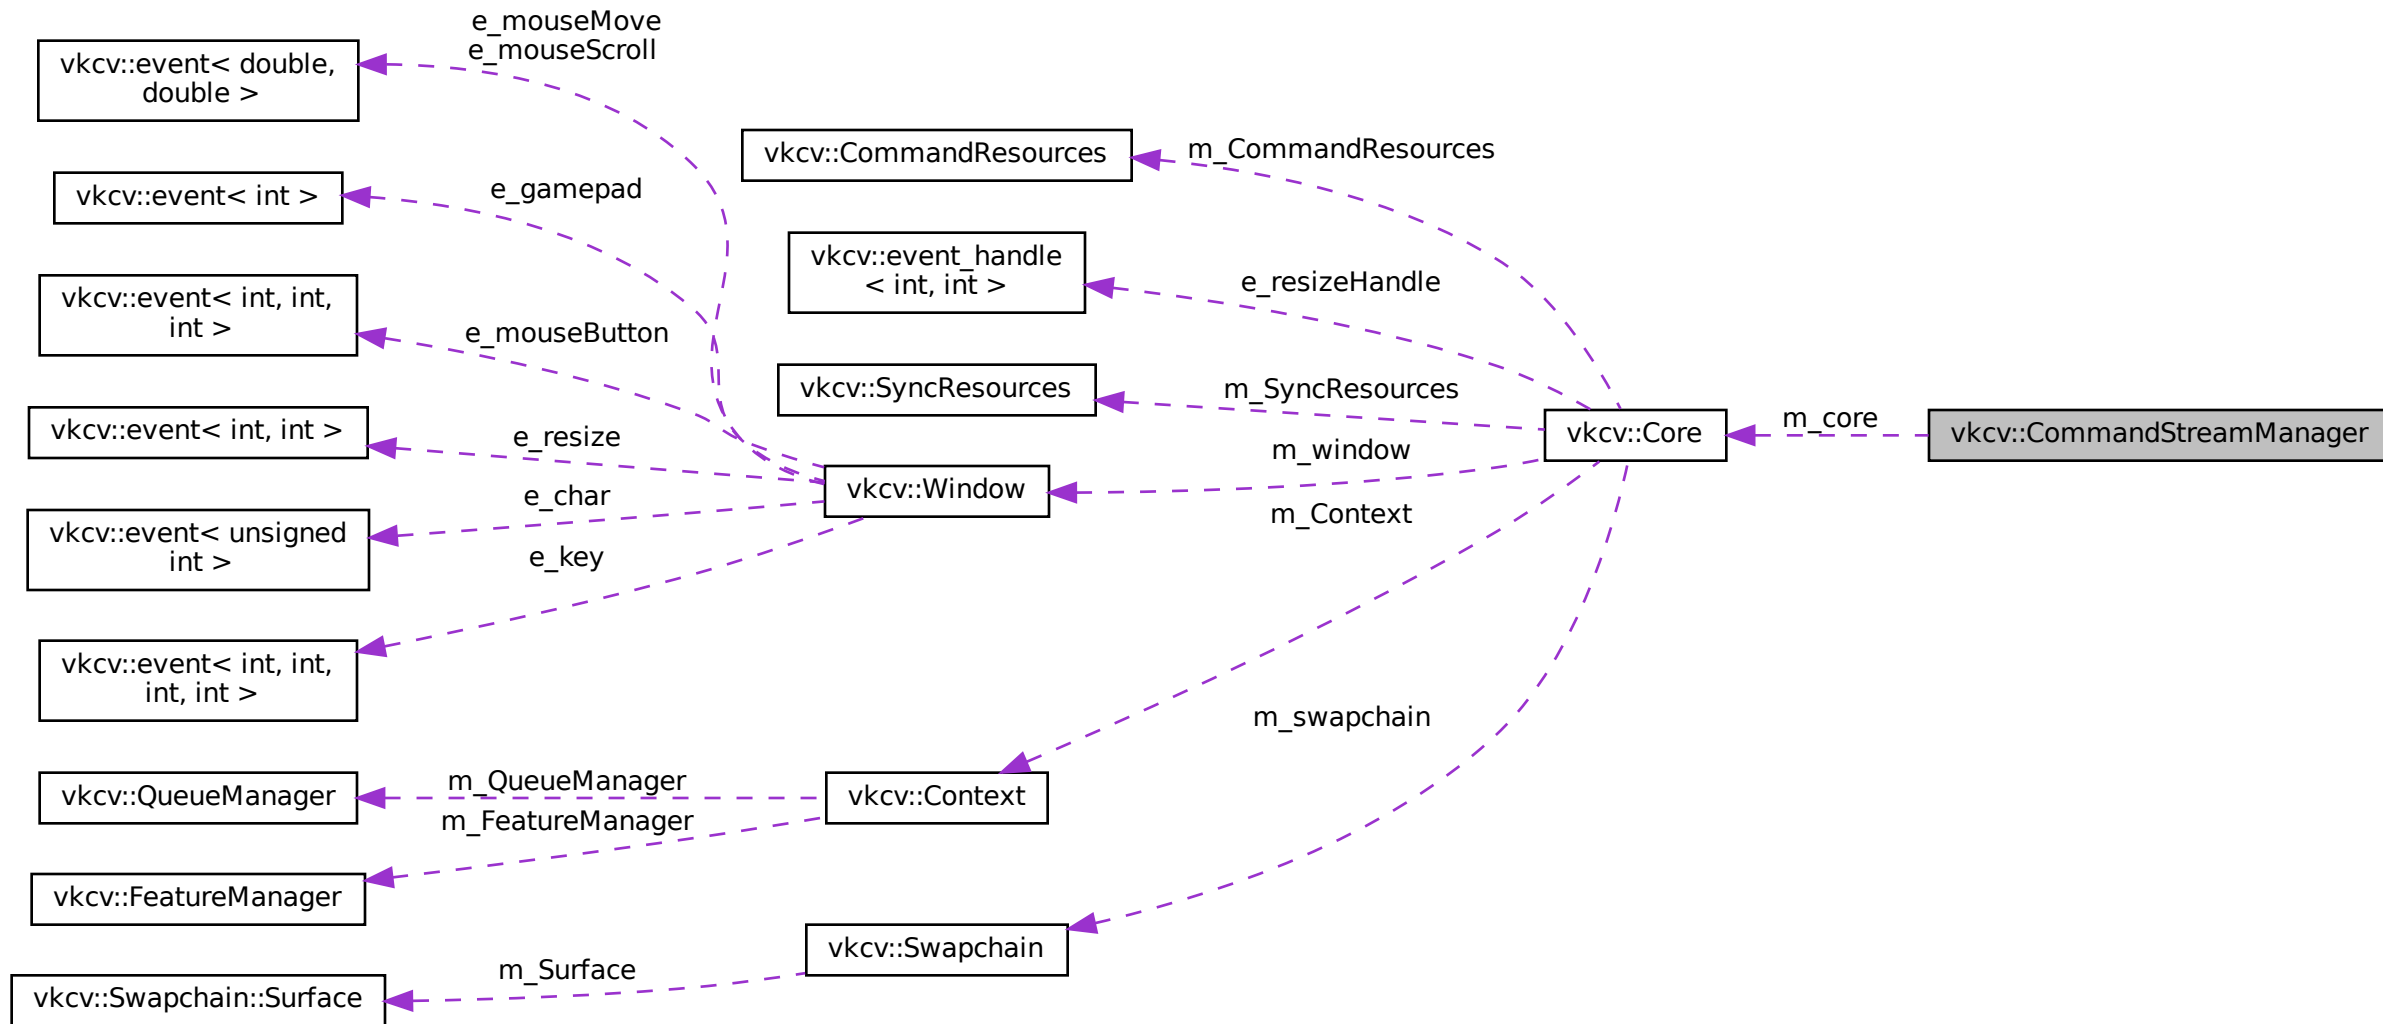 e_mouseMove
e_mouseScroll
vkcv::event< double,
double >
vkcv::event< int >
e_gamepad
vkcv::event< int, int,
int >
e_mouseButton
vkcv::event< int, int >
e_resize
vkcv::event< unsigned
int >
e_char
e_key
vkcv::event< int, int,
int, int >
vkcv::QueueManager
m_QueueManager
m_FeatureManager
vkcv::FeatureManager
vkcv::Swapchain::Surface
m_Surface
vkcv::CommandResources
m_CommandResources
vkcv::event_handle
< int, int >
e_resizeHandle
vkcv::SyncResources
m_SyncResources
vkcv::Window
m_window
m_Context
vkcv::Context
m_swapchain
vkcv::Swapchain
vkcv::Core
m_core
vkcv::CommandStreamManager